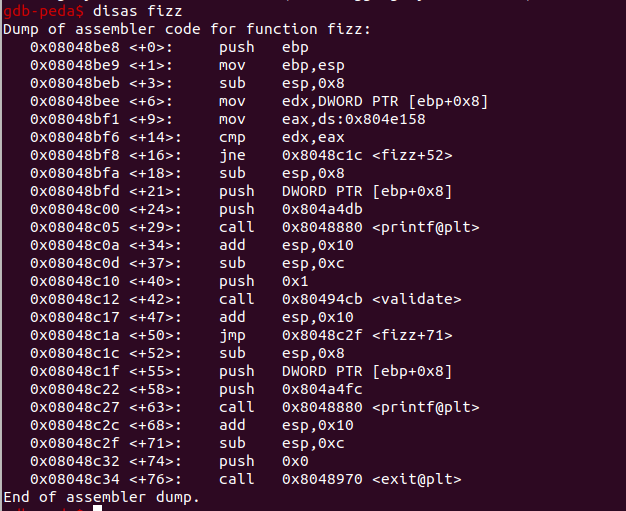 gdb-peda$ disas fizz
Dump of assembler code for function fizz:
0x08048be8 <+0>: push ebp
0x08048be9 <+1>: mov ebp,esp
0x08048beb <+3>: sub esp,0x8
0x08048bee <+6>: mov edx,DWORD PTR [ebp+0x8]
0x08048bf1 <+9>: mov eax,ds:0x804e158
0x08048bf6 <+14>: cmp edx,eax
0x08048bf8 <+16>: jne 0x8048c1c <fizz+52>
0x08048bfa <+18>: sub esp,0x8
0x08048bfd <+21>: push DWORD PTR [ebp+0x8]
0x08048c00 <+24>: push 0x804a4db
0x08048c05 <+29>: call 0x8048880 <printf@plt>
0x08048c0a <+34>: add esp,0x10
0x08048c0d <+37>: sub esp,0xc
0x08048c10 <+40>: push 0x1
0x08048c12 <+42>: call 0x80494cb <validate>
0x08048c17 <+47>: add esp,0x10
0x08048c1a <+50>: jmp 0x8048c2f <fizz+71>
0x08048c1c <+52>: sub esp,0x8
0x08048c1f <+55>: push DWORD PTR [ebp+0x8]
0x08048c22 <+58>: push 0x804a4fc
0x08048c27 <+63>: call 0x8048880 <printf@plt>
0x08048c2c <+68>: add esp,0x10
0x08048c2f <+71>: sub esp,0xc
0x08048c32 <+74>: push 0x0
0x08048c34 <+76>: call 0x8048970 <exit@plt>
End of assembler dump.